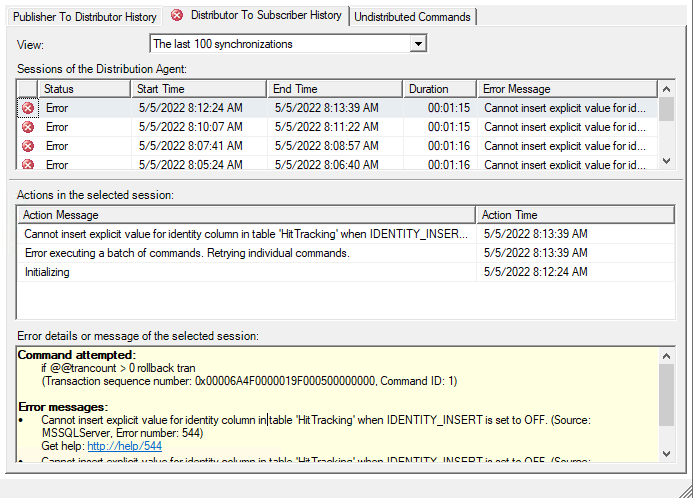 Publisher To Distributor History Distributor To Subscriber History Undistributed Commands
View: The last 100 synchronizations
Sessions of the Distribution Agent:
Status Start Time End Time Duration Error Message
Error 5/5/2022 8:12:24 AM 5/5/2022 8:13:39 AM 00:01:15 Cannot insert explicit value for id...
Error 5/5/2022 8:10:07 AM 5/5/2022 8:11:22 AM 00:01:15 Cannot insert explicit value for id...
Error 5/5/2022 8:07:41 AM 5/5/2022 8:08:57 AM 00:01:16 Cannot insert explicit value for id...
Error 5/5/2022 8:05:24 AM 5/5/2022 8:06:40 AM 00:01:16 Cannot insert explicit value for id...
Actions in the selected session:
Action Message Action Time
Cannot insert explicit value for identity column in table 'HitTracking' when IDENTITY_INSER... 5/5/2022 8:13:39 AM
Error executing a batch of commands. Retrying individual commands. 5/5/2022 8:13:39 AM
Initializing 5/5/2022 8:12:24 AM
Error details or message of the selected session:
Command attempted:
if @@trancount > 0 rollback tran
(Transaction sequence number: 0x00006A4F0000019F000500000000, Command ID: 1)
Error messages:
• Cannot insert explicit value for identity column in table 'HitTracking' when IDENTITY_INSERT is set to OFF. (Source:
MSSQLServer, Error number: 544)
Get help: http://help/544
• Cannot insert explicit value for identity column in table 'HitTracking' when IDENTITY_INSERT is set to OFF. (Source: